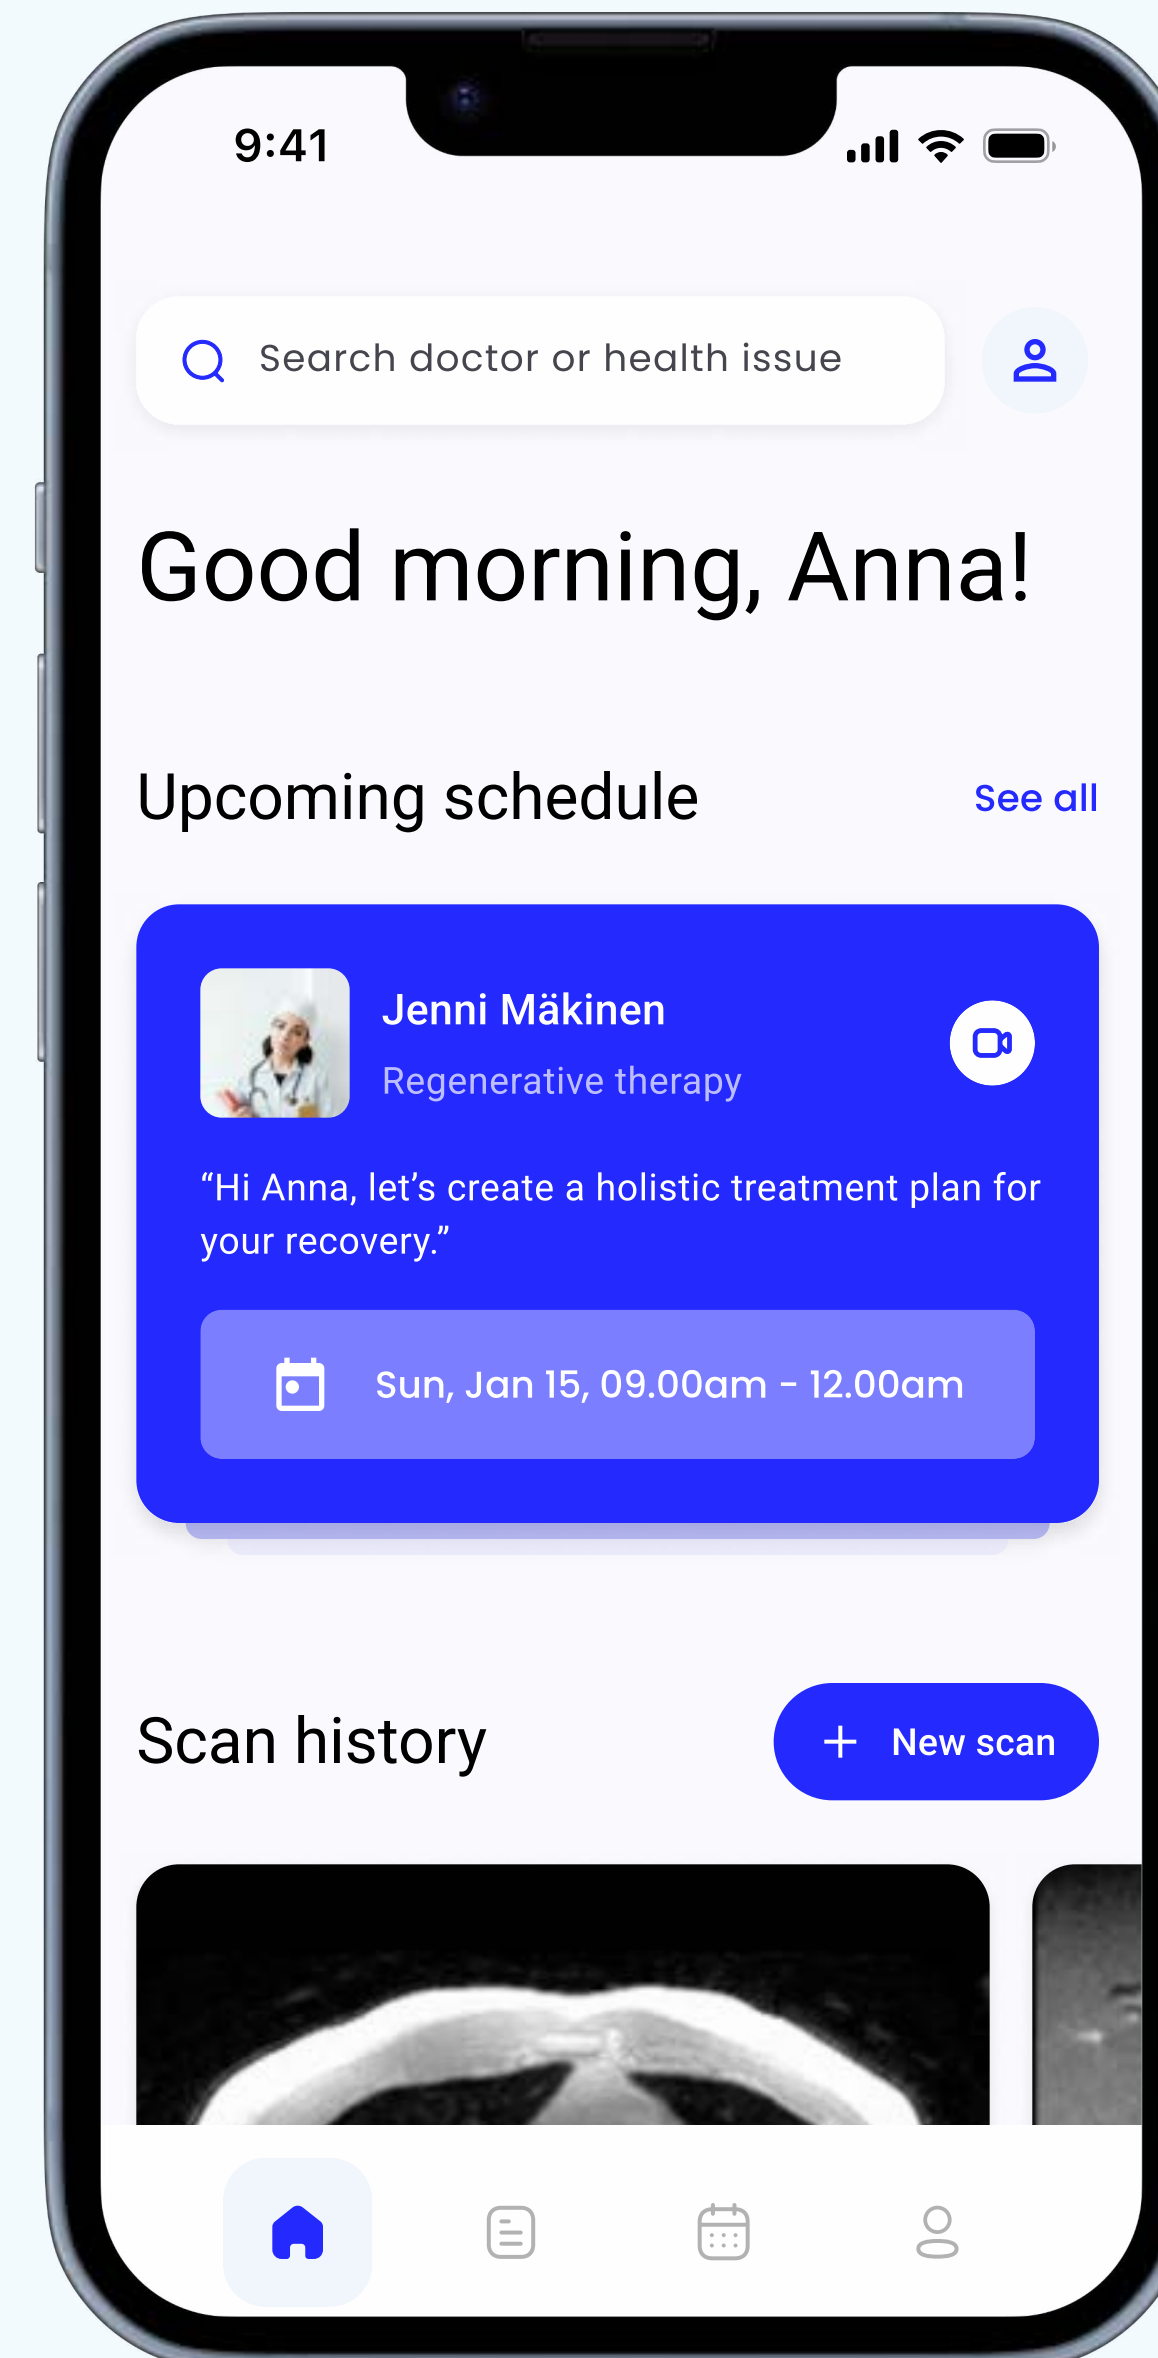 9:41
Search doctor or health issue
Good morning, Anna!
Upcoming schedule
See all
Jenni Mäkinen
Regenerative therapy
“Hi Anna, let’s create a holistic treatment plan for
your recovery.”
Sun, Jan 15, 09.00am - 12.00am
Scan history
New scan